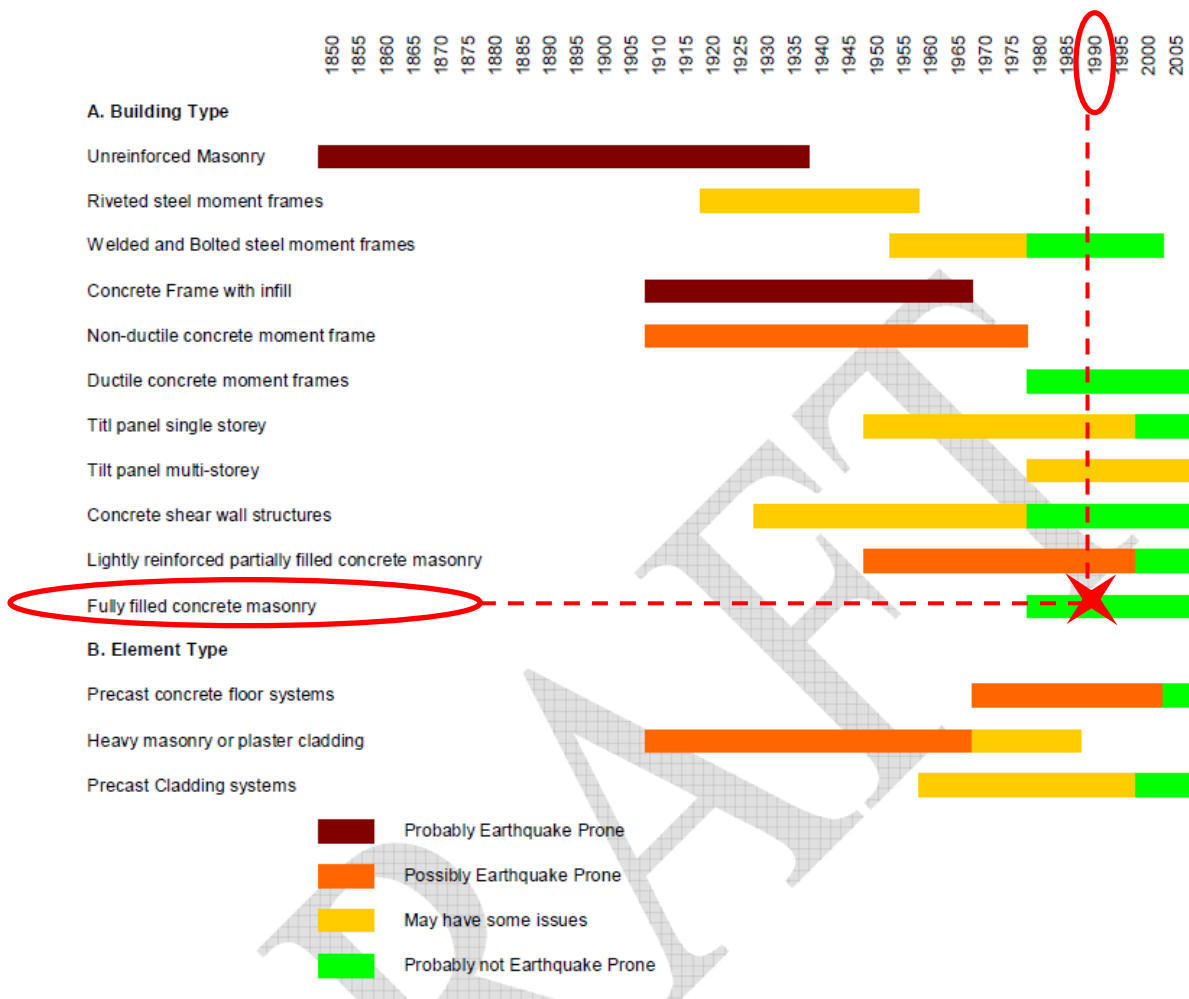 1850 1855 1860 1865 1870 1875 1880 1885 1890 1895 1900 1905 1910 1915 1920 1925 1930 1935 1940 1945 1950 1955 1960 1965 1970 1975 1980 1985 1990 1995 2000 2005
A. Building Type
Unreinforced Masonry
Riveted steel moment frames
Welded and Bolted steel moment frames
Concrete Frame with infill
Non-ductile concrete moment frame
Ductile concrete moment frames
Titl panel single storey
Tilt panel multi-storey
Concrete shear wall structures
Lightly reinforced partially filled concrete masonry
Fully filled concrete masonry
B. Element Type
Precast concrete floor systems
Heavy masonry or plaster cladding
Precast Cladding systems
Probably Earthquake Prone
Possibly Earthquake Prone
May have some issues
Probably not Earthquake Prone
RAFT